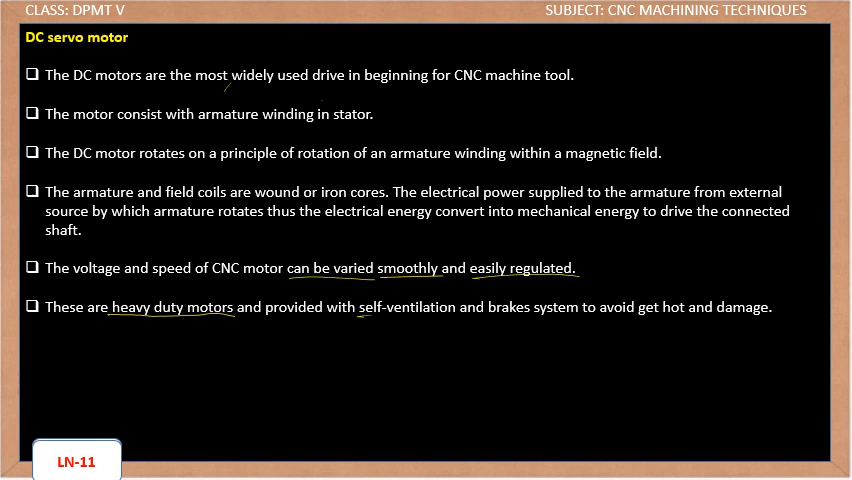 CLASS: DPMT V
SUBJECT: CNC MACHINING TECHNIQUES
DC servo motor
❑ The DC motors are the most widely used drive in beginning for CNC machine tool.
❑ The motor consist with armature winding in stator.
❑ The DC motor rotates on a principle of rotation of an armature winding within a magnetic field.
❑ The armature and field coils are wound or iron cores. The electrical power supplied to the armature from external
source by which armature rotates thus the electrical energy convert into mechanical energy to drive the connected
shaft.
❑ The voltage and speed of CNC motor can be varied smoothly and easily regulated.
❑ These are heavy duty motors and provided with self-ventilation and brakes system to avoid get hot and damage.
LN-11